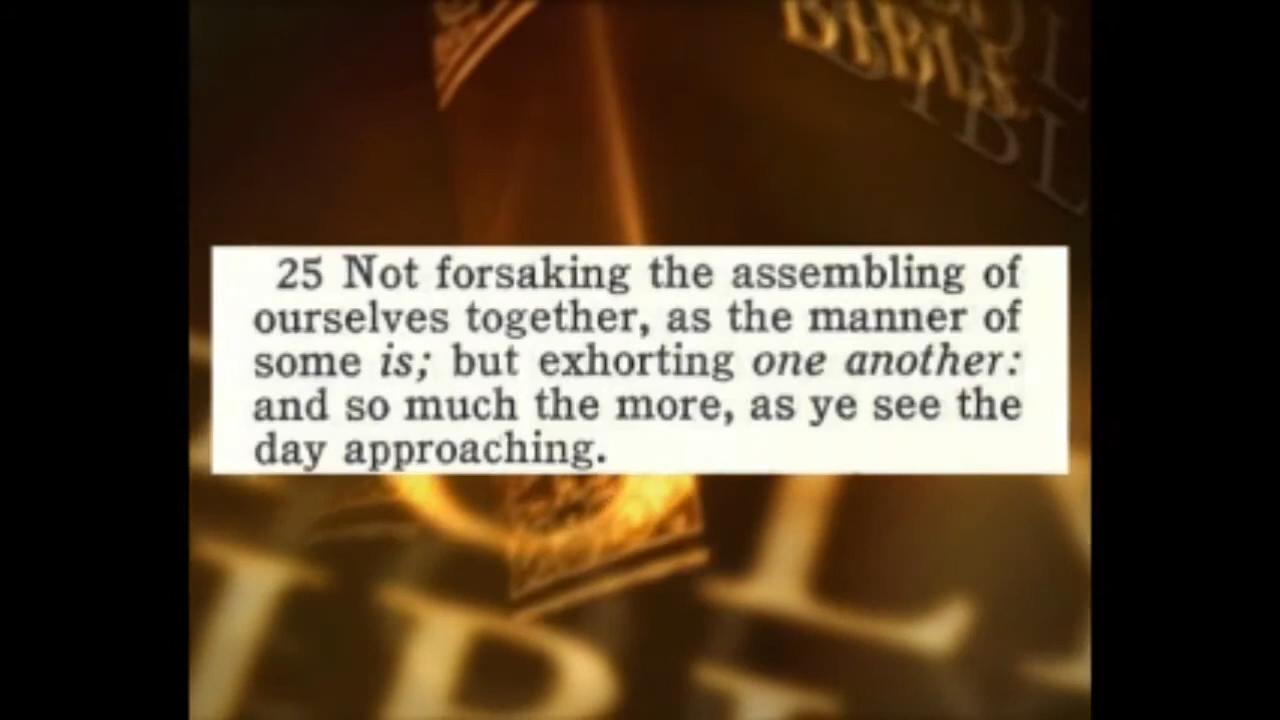 BIBLE
25 Not forsaking the assembling of
ourselves together, as the manner of
some is; but exhorting one another:
and so much the more, as ye see the
day approaching.